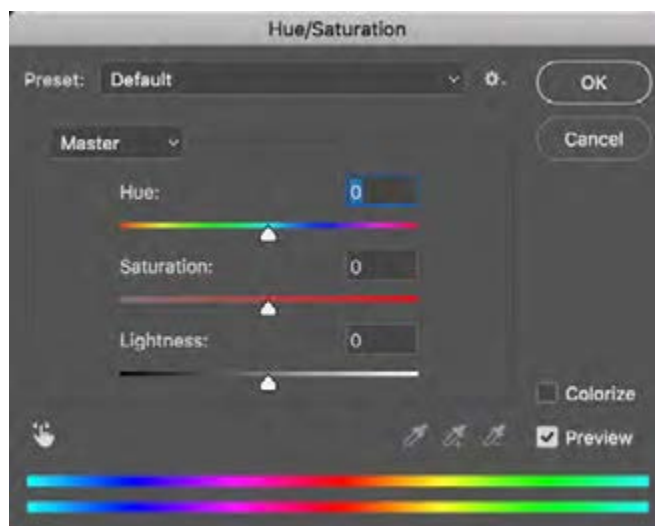 Hue/Saturation
Preset: Default
OK
Master
Cancel
Hue: 0
Saturation: 0
Lightness: 0
Colorize
Preview